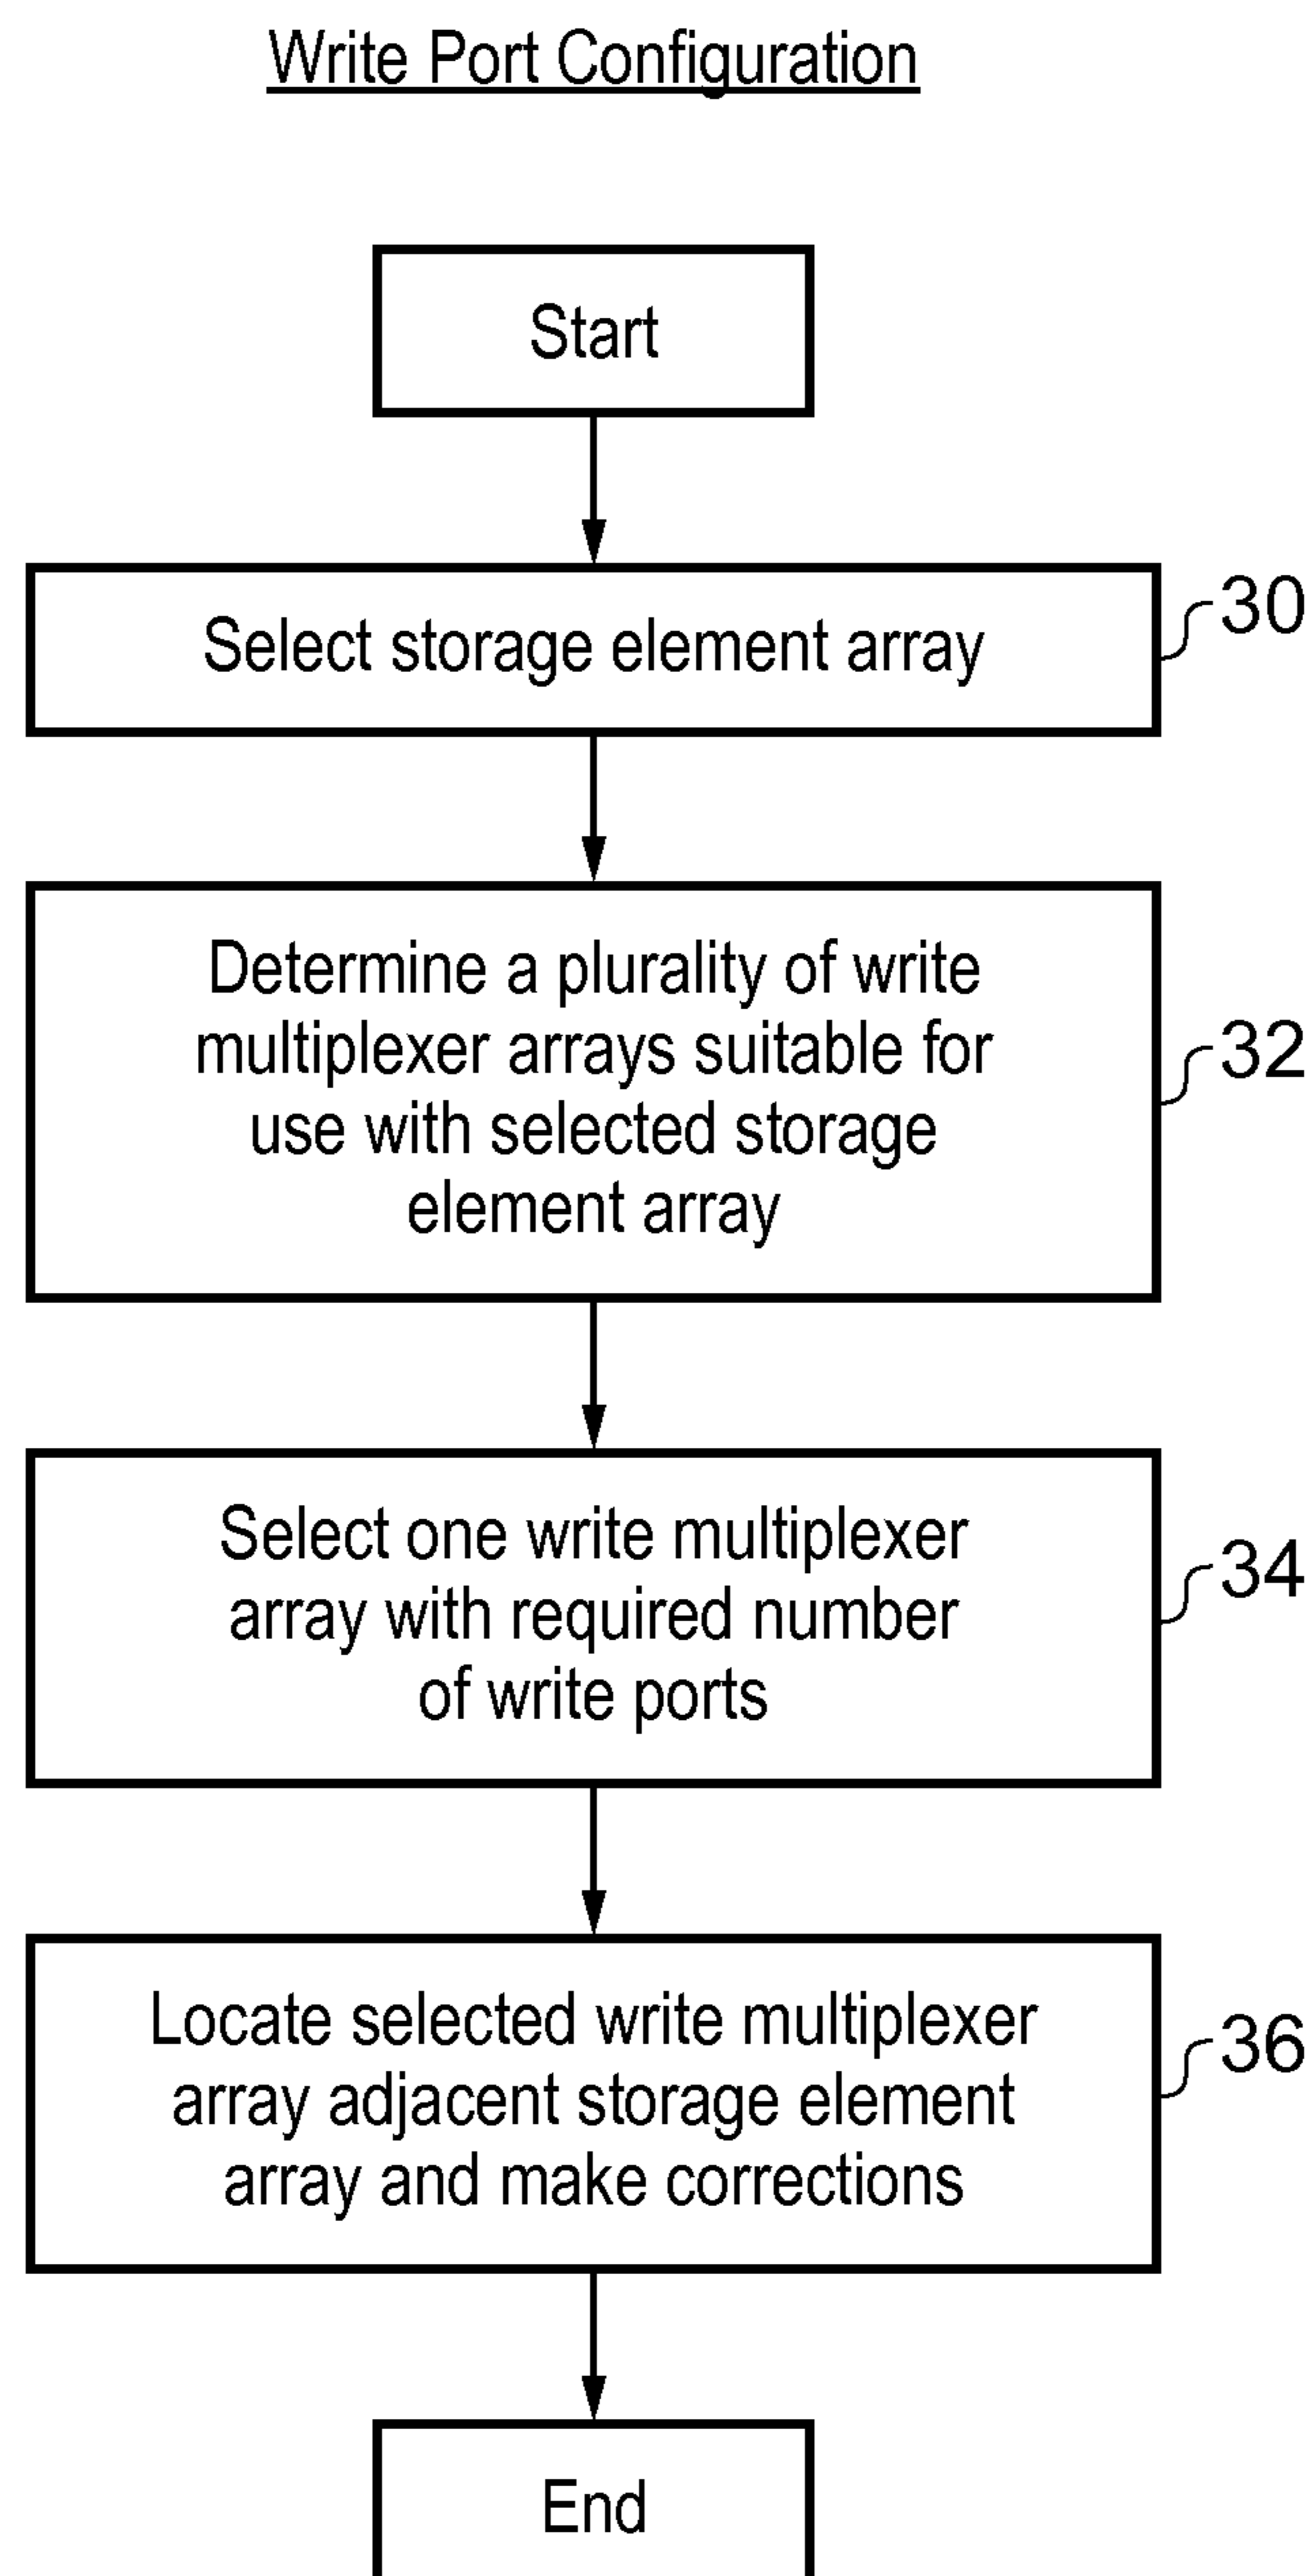 Write Port Configuration
Start
Select storage element array
30
Determine a plurality of write
multiplexer arrays suitable for
use with selected storage
element array
32
Select one write multiplexer
array with required number
of write ports
34
Locate selected write multiplexer
array adjacent storage element
array and make corrections
36
End